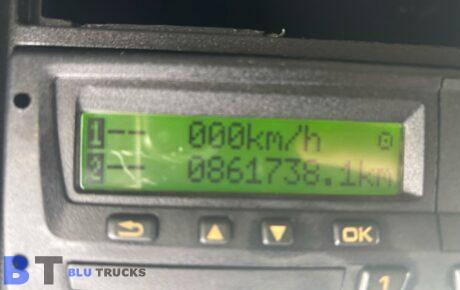 1-- 000km/h
2-- 0861738.1km
OK
1
BT BLU TRUCKS